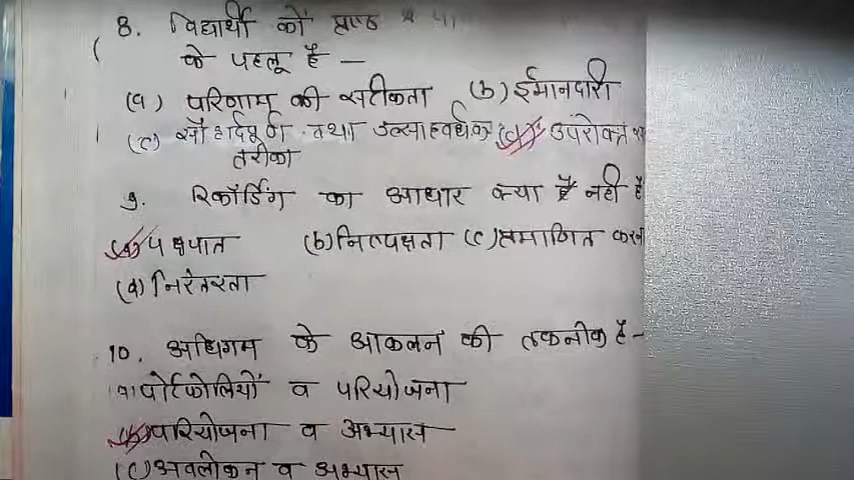 8. विद्यार्थी को
के पहलू है –
(a) परिणाम की सटीकता (b) ईमानदारी
(c) सौहार्दपूर्ण तथा उत्साहवर्धक (d) उपरोक्त
तरीका
9. रिकॉर्डिंग का आधार क्या है नही है
(a) पक्षपात (b) निष्पक्षता (c) प्रमाणित करना
(d) निरंतरता
10. अधिगम के आकलन की तकनीक है –
(a) पोर्टफोलियों व परियोजना
(b) परियोजना व अभ्यास
(c) अवलोकन व अभ्यास